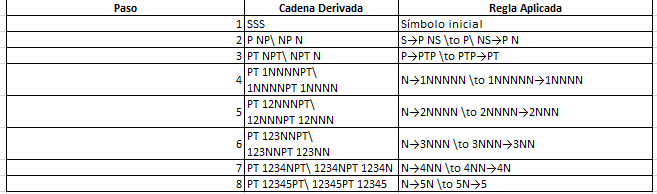 Paso Cadena Derivada Regla Aplicada
1 SSS Símbolo inicial
2 P NP\ NP N S→P NS \to P\ NS→P N
3 PT NPT\ NPT N P→PTP \to PTP→PT
4 PT 1NNNNPT\ 1NNNNPT 1NNNN N→1NNNNN \to 1NNNNN→1NNNN
5 PT 12NNNPT\ 12NNNPT 12NNN N→2NNNN \to 2NNNN→2NNN
6 PT 123NNPT\ 123NNPT 123NN N→3NNN \to 3NNN→3NN
7 PT 1234NPT\ 1234NPT 1234N N→4NN \to 4NN→4N
8 PT 12345PT\ 12345PT 12345 N→5N \to 5N→5